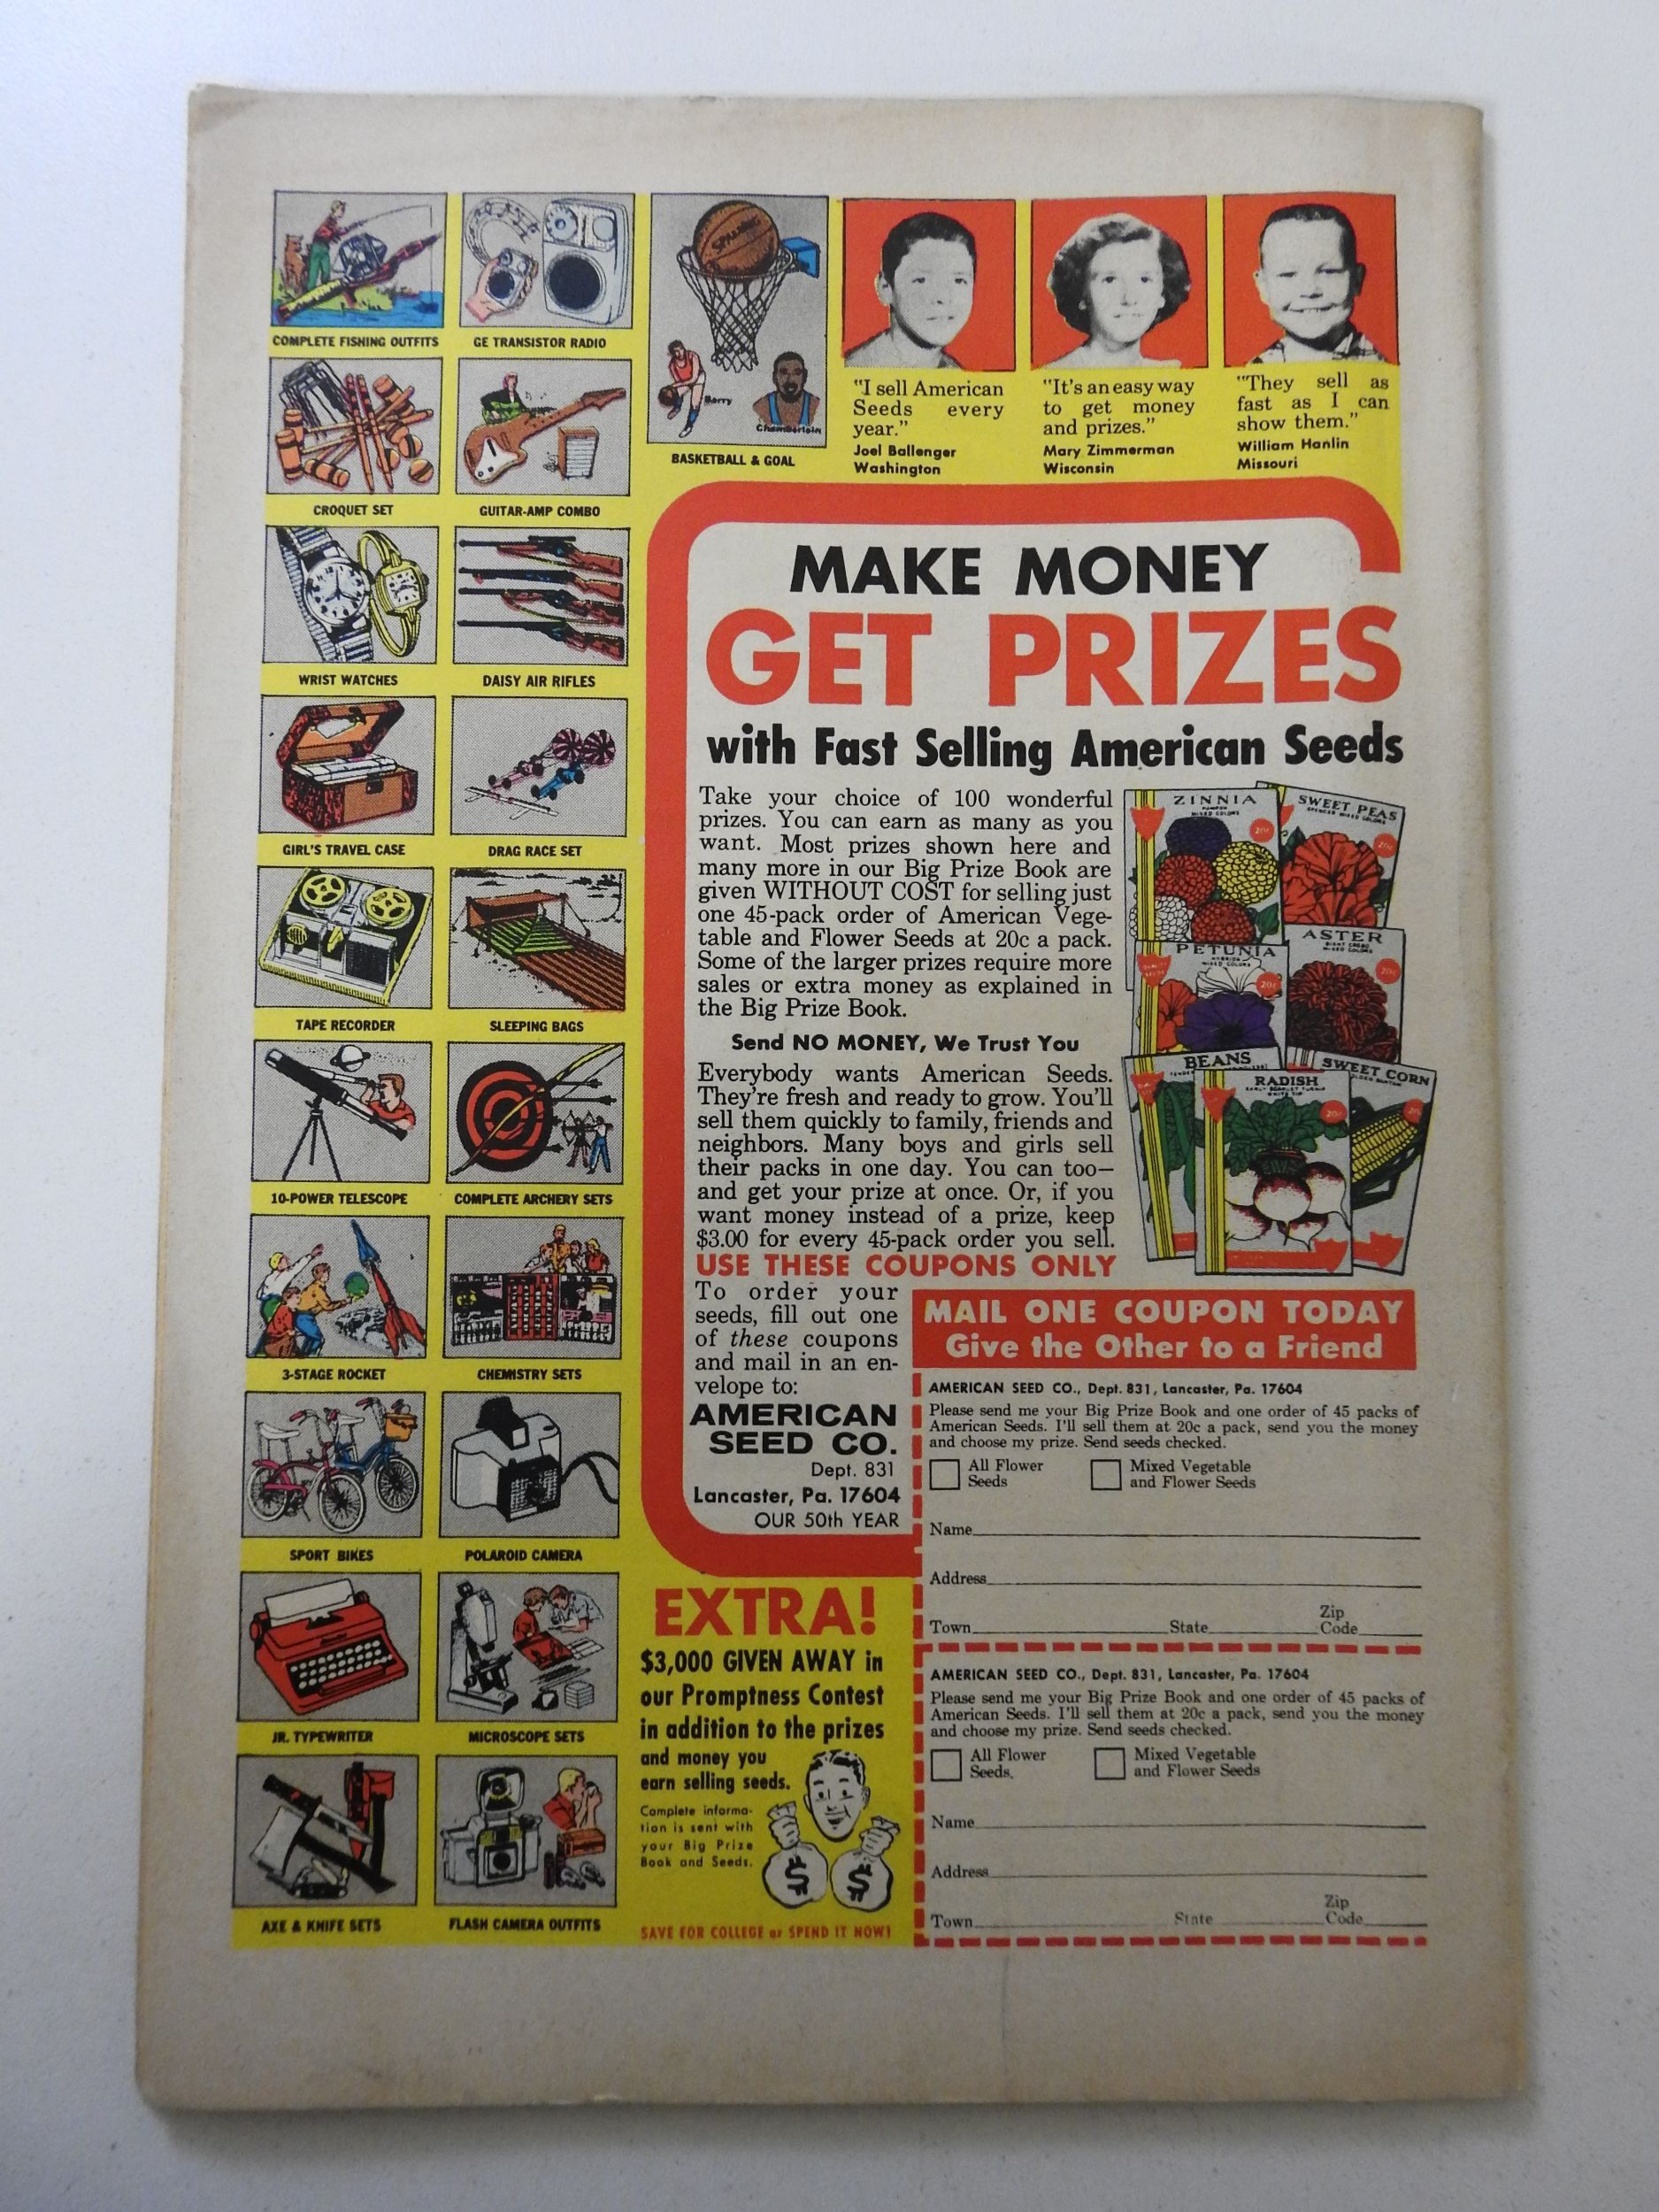 COMPLETE FISHING OUTFITS
GE TRANSISTOR RADIO
SPALDING
Barry
Chamberlain
BASKETBALL & GOAL
"I sell American
Seeds every
year."
Joel Ballenger
Washington
"It's an easy way
to get money
and prizes."
Mary Zimmerman
Wisconsin
"They sell as
fast as I can
show them."
William Hanlin
Missouri
CROQUET SET
GUITAR-AMP COMBO
WRIST WATCHES
DAISY AIR RIFLES
GIRL'S TRAVEL CASE
DRAG RACE SET
TAPE RECORDER
SLEEPING BAGS
10-POWER TELESCOPE
COMPLETE ARCHERY SETS
3-STAGE ROCKET
CHEMISTRY SETS
SPORT BIKES
POLAROID CAMERA
JR. TYPEWRITER
MICROSCOPE SETS
AXE & KNIFE SETS
FLASH CAMERA OUTFITS
MAKE MONEY
GET PRIZES
with Fast Selling American Seeds
Take your choice of 100 wonderful
prizes. You can earn as many as you
want. Most prizes shown here and
many more in our Big Prize Book are
given WITHOUT COST for selling just
one 45-pack order of American Vege-
table and Flower Seeds at 20c a pack.
Some of the larger prizes require more
sales or extra money as explained in
the Big Prize Book.
Send NO MONEY, We Trust You
Everybody wants American Seeds.
They're fresh and ready to grow. You'll
sell them quickly to family, friends and
neighbors. Many boys and girls sell
their packs in one day. You can too—
and get your prize at once. Or, if you
want money instead of a prize, keep
$3.00 for every 45-pack order you sell.
USE THESE COUPONS ONLY
To order your
seeds, fill out one
of these coupons
and mail in an en-
velope to:
AMERICAN
SEED CO.
Dept. 831
Lancaster, Pa. 17604
OUR 50th YEAR
ZINNIA
MIXED COLORS
20¢
SWEET PEAS
SPENCER MIXED COLORS
20¢
PETUNIA
MIXED COLORS
20¢
ASTER
MIXED COLORS
20¢
BEANS
RADISH
20¢
SWEET CORN
20¢
MAIL ONE COUPON TODAY
Give the Other to a Friend
AMERICAN SEED CO., Dept. 831, Lancaster, Pa. 17604
Please send me your Big Prize Book and one order of 45 packs of
American Seeds. I'll sell them at 20c a pack, send you the money
and choose my prize. Send seeds checked.
All Flower
Seeds
Mixed Vegetable
and Flower Seeds
Name
Address
Town State Zip Code
AMERICAN SEED CO., Dept. 831, Lancaster, Pa. 17604
Please send me your Big Prize Book and one order of 45 packs of
American Seeds. I'll sell them at 20c a pack, send you the money
and choose my prize. Send seeds checked.
All Flower
Seeds.
Mixed Vegetable
and Flower Seeds
Name
Address
Town State Zip Code
EXTRA!
$3,000 GIVEN AWAY in
our Promptness Contest
in addition to the prizes
and money you
earn selling seeds.
Complete informa-
tion is sent with
your Big Prize
Book and Seeds.
$ $
SAVE FOR COLLEGE or SPEND IT NOW!